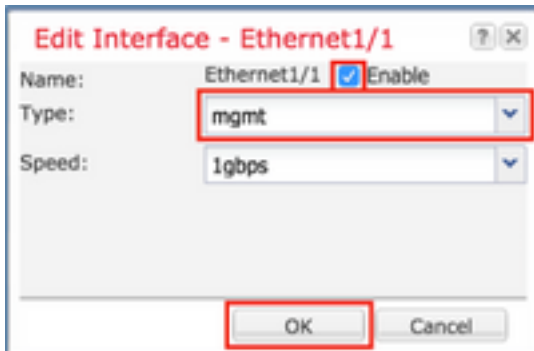 Edit Interface - Ethernet1/1 ? X
Name: Ethernet1/1 Enable
Type: mgmt
Speed: 1gbps
OK Cancel